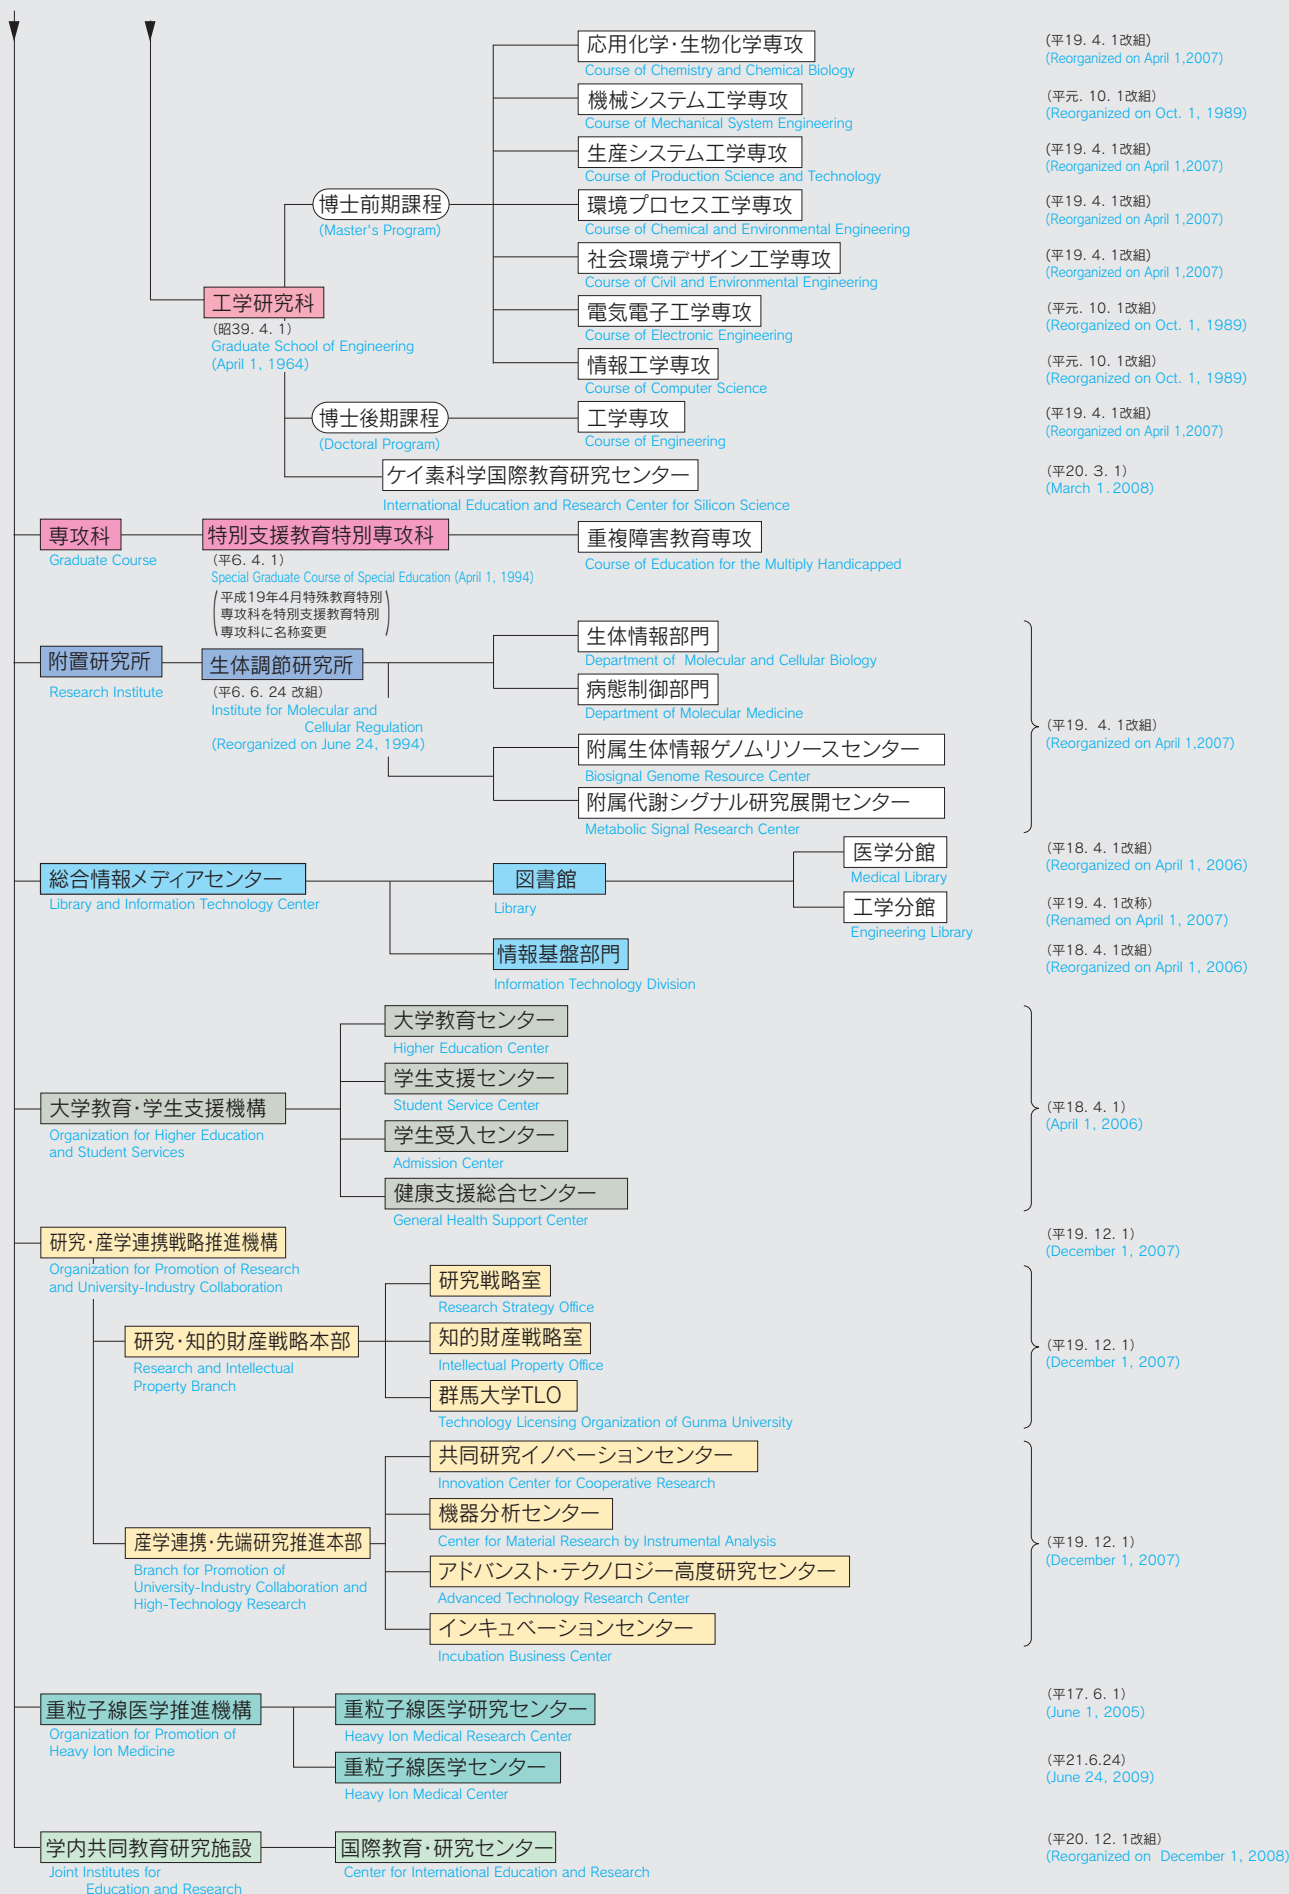 応用化学・生物化学専攻
(平19. 4. 1改組)
Course of Chemistry and Chemical Biology
(Reorganized on April 1,2007)
機械システム工学専攻
(平元. 10. 1改組)
Course of Mechanical System Engineering
(Reorganized on Oct. 1, 1989)
生産システム工学専攻
(平19. 4. 1改組)
Course of Production Science and Technology
(Reorganized on April 1,2007)
博士前期課程
(Master's Program)
環境プロセス工学専攻
(平19. 4. 1改組)
Course of Chemical and Environmental Engineering
(Reorganized on April 1,2007)
社会環境デザイン工学専攻
(平19. 4. 1改組)
Course of Civil and Environmental Engineering
(Reorganized on April 1,2007)
工学研究科
(昭39. 4. 1)
Graduate School of Engineering
(April 1, 1964)
電気電子工学専攻
(平元. 10. 1改組)
Course of Electronic Engineering
(Reorganized on Oct. 1, 1989)
情報工学専攻
(平元. 10. 1改組)
Course of Computer Science
(Reorganized on Oct. 1, 1989)
博士後期課程
(Doctoral Program)
工学専攻
(平19. 4. 1改組)
Course of Engineering
(Reorganized on April 1,2007)
ケイ素科学国際教育研究センター
(平20. 3. 1)
International Education and Research Center for Silicon Science
(March 1. 2008)
専攻科
Graduate Course
特別支援教育特別専攻科
(平6. 4. 1)
Special Graduate Course of Special Education (April 1, 1994)
(平成19年4月特殊教育特別
専攻科を特別支援教育特別
専攻科に名称変更)
重複障害教育専攻
Course of Education for the Multiply Handicapped
附置研究所
Research Institute
生体調節研究所
(平6. 6. 24 改組)
Institute for Molecular and
Cellular Regulation
(Reorganized on June 24, 1994)
生体情報部門
Department of Molecular and Cellular Biology
病態制御部門
Department of Molecular Medicine
附属生体情報ゲノムリソースセンター
Biosignal Genome Resource Center
附属代謝シグナル研究展開センター
Metabolic Signal Research Center
(平19. 4. 1改組)
(Reorganized on April 1,2007)
総合情報メディアセンター
Library and Information Technology Center
図書館
Library
医学分館
Medical Library
(平18. 4. 1改組)
(Reorganized on April 1, 2006)
工学分館
Engineering Library
(平19. 4. 1改称)
(Renamed on April 1, 2007)
情報基盤部門
Information Technology Division
(平18. 4. 1改組)
(Reorganized on April 1, 2006)
大学教育・学生支援機構
Organization for Higher Education
and Student Services
大学教育センター
Higher Education Center
学生支援センター
Student Service Center
学生受入センター
Admission Center
健康支援総合センター
General Health Support Center
(平18. 4. 1)
(April 1, 2006)
研究・産学連携戦略推進機構
Organization for Promotion of Research
and University-Industry Collaboration
(平19. 12. 1)
(December 1, 2007)
研究・知的財産戦略本部
Research and Intellectual
Property Branch
研究戦略室
Research Strategy Office
知的財産戦略室
Intellectual Property Office
群馬大学TLO
Technology Licensing Organization of Gunma University
(平19. 12. 1)
(December 1, 2007)
産学連携・先端研究推進本部
Branch for Promotion of
University-Industry Collaboration and
High-Technology Research
共同研究イノベーションセンター
Innovation Center for Cooperative Research
機器分析センター
Center for Material Research by Instrumental Analysis
アドバンスト・テクノロジー高度研究センター
Advanced Technology Research Center
インキュベーションセンター
Incubation Business Center
(平19. 12. 1)
(December 1, 2007)
重粒子線医学推進機構
Organization for Promotion of
Heavy Ion Medicine
重粒子線医学研究センター
Heavy Ion Medical Research Center
(平17. 6. 1)
(June 1, 2005)
重粒子線医学センター
Heavy Ion Medical Center
(平21.6.24)
(June 24, 2009)
学内共同教育研究施設
Joint Institutes for
Education and Research
国際教育・研究センター
Center for International Education and Research
(平20. 12. 1改組)
(Reorganized on December 1, 2008)